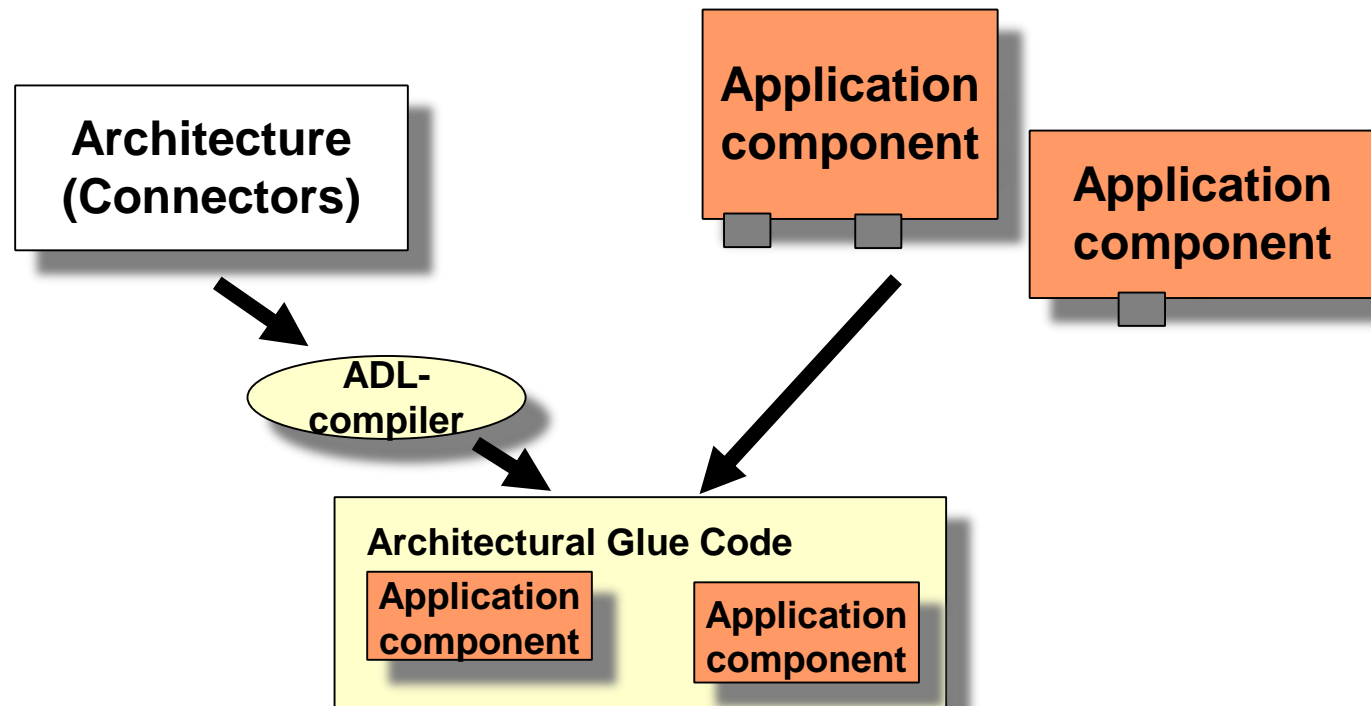 Architecture
(Connectors)
Application
component
Application
component
ADL-
compiler
Architectural Glue Code
Application
component
Application
component